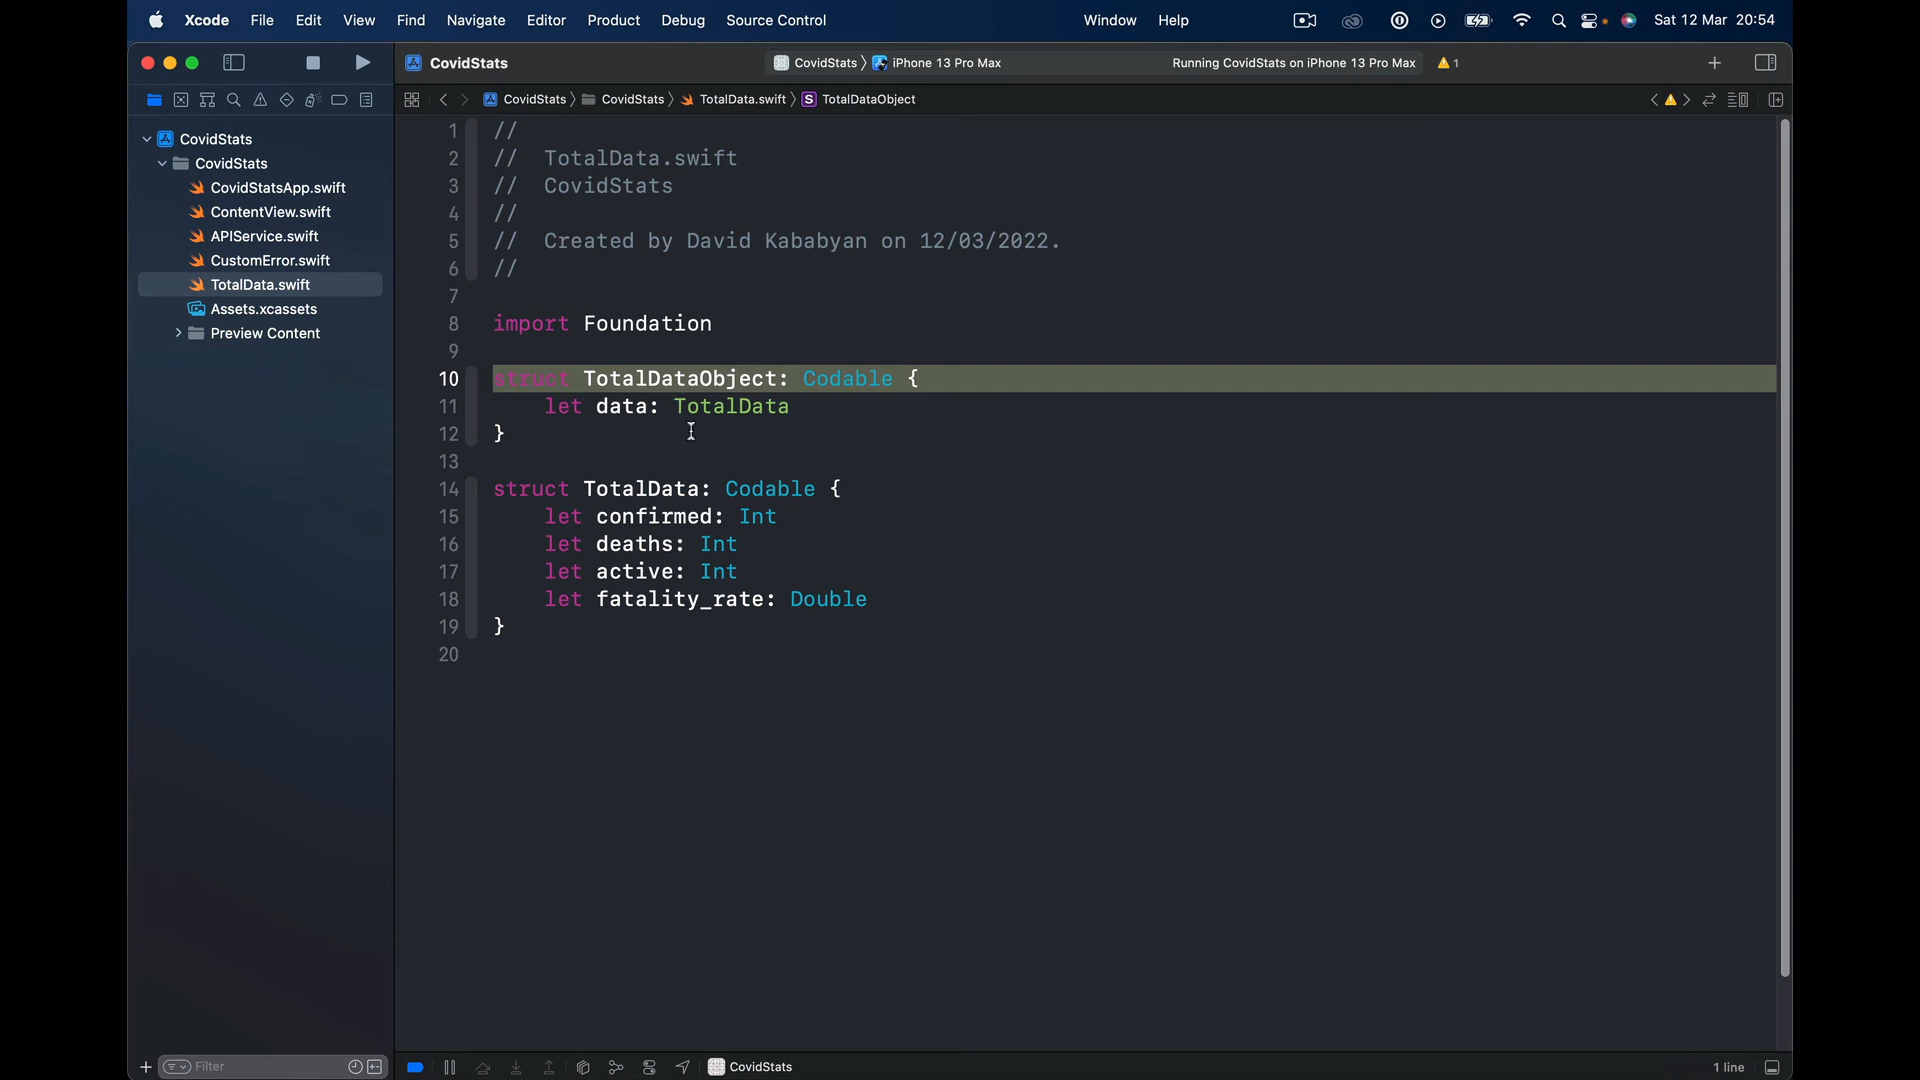 Xcode File Edit View Find Navigate Editor Product Debug Source Control Window Help Sat 12 Mar 20:54
CovidStats CovidStats iPhone 13 Pro Max Running CovidStats on iPhone 13 Pro Max 1
CovidStats CovidStats TotalData.swift S TotalDataObject
CovidStats
CovidStats
CovidStatsApp.swift
ContentView.swift
APIService.swift
CustomError.swift
TotalData.swift
Assets.xcassets
Preview Content
1 //
2 // TotalData.swift
3 // CovidStats
4 //
5 // Created by David Kababyan on 12/03/2022.
6 //
7
8 import Foundation
9
10 struct TotalDataObject: Codable {
11 let data: TotalData
12 }
13
14 struct TotalData: Codable {
15 let confirmed: Int
16 let deaths: Int
17 let active: Int
18 let fatality_rate: Double
19 }
20
Filter CovidStats 1 line